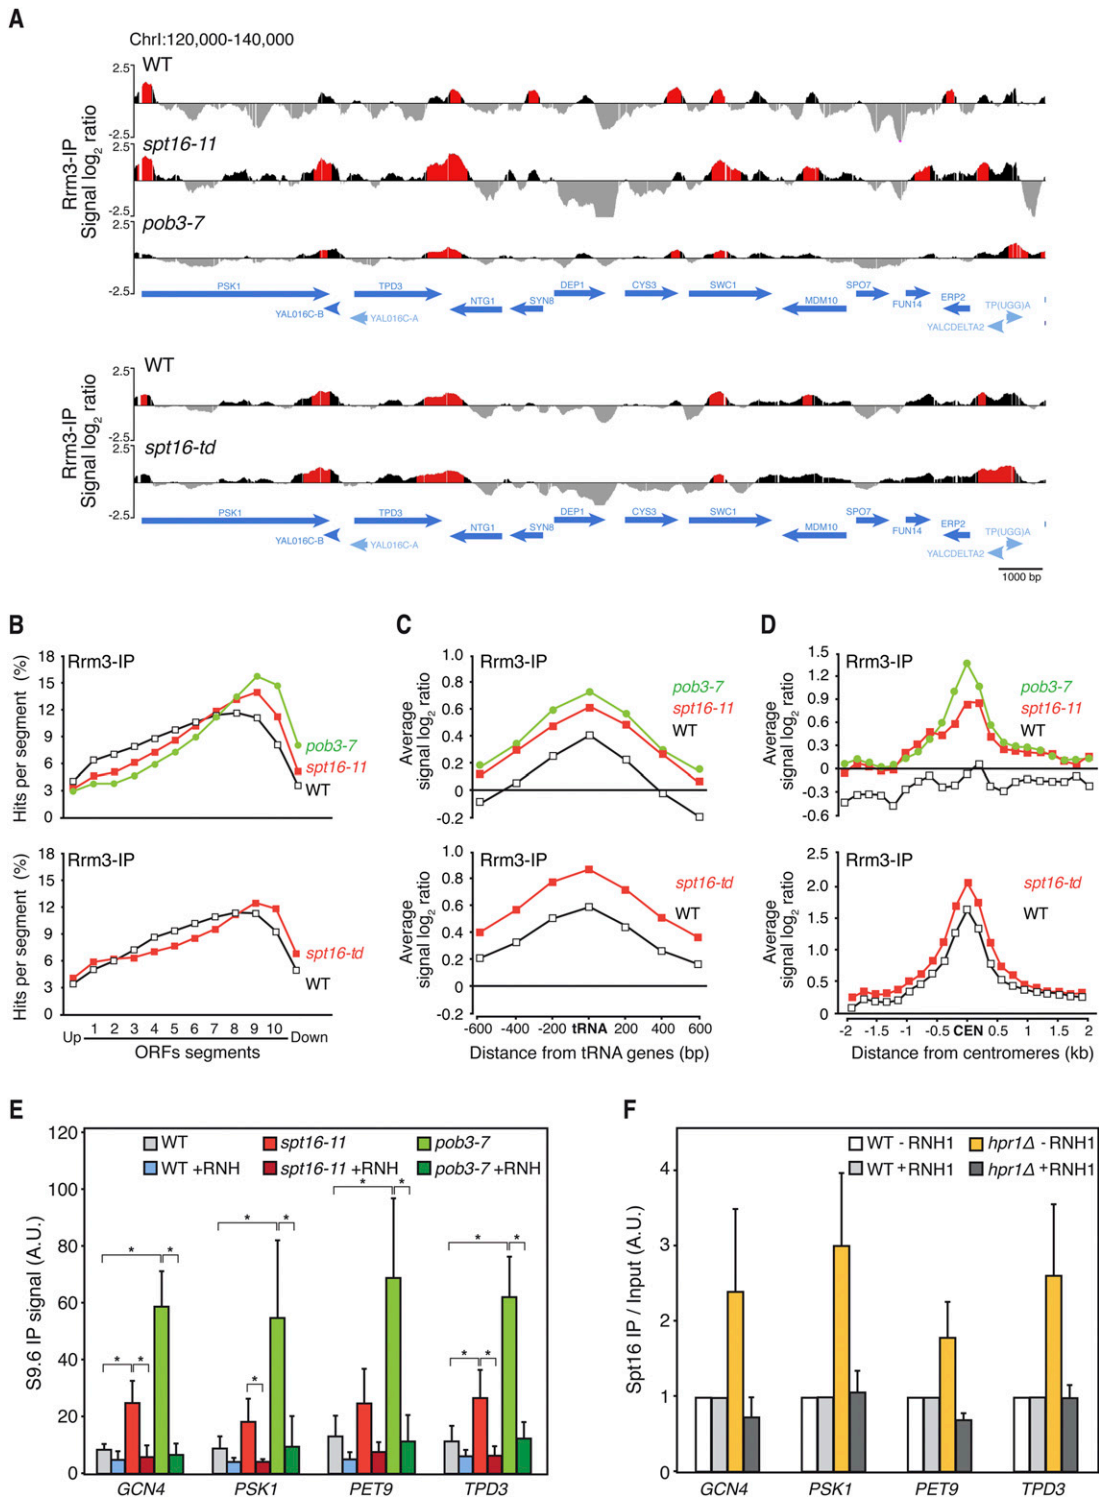 A
ChrI:120,000-140,000
WT
2.5
-2.5
spt16-11
2.5
-2.5
pob3-7
2.5
-2.5
Rrm3-IP
Signal log2 ratio
PSK1
TPD3
DEP1
CYS3
SWC1
SPO7
YAL016C-B
YAL016C-A
NTG1
SYN8
MDM10
FUN14
ERP2
TP(UGG)A
YALCDELTA2
WT
2.5
-2.5
spt16-td
2.5
-2.5
Rrm3-IP
Signal log2 ratio
PSK1
TPD3
DEP1
CYS3
SWC1
SPO7
YAL016C-B
YAL016C-A
NTG1
SYN8
MDM10
FUN14
ERP2
TP(UGG)A
YALCDELTA2
1000 bp
B
Rrm3-IP
Hits per segment (%)
18
15
12
9
6
3
0
pob3-7
spt16-11
WT
Rrm3-IP
Hits per segment (%)
18
15
12
9
6
3
0
spt16-td
WT
Up 1 2 3 4 5 6 7 8 9 10 Down
ORFs segments
C
Rrm3-IP
Average
signal log2 ratio
1.0
0.8
0.6
0.4
0.2
0
-0.2
pob3-7
spt16-11
WT
Rrm3-IP
Average
signal log2 ratio
1.0
0.8
0.6
0.4
0.2
0
-0.2
spt16-td
WT
-600 -400 -200 tRNA 200 400 600
Distance from tRNA genes (bp)
D
Rrm3-IP
Average
signal log2 ratio
1.5
1.2
0.9
0.6
0.3
0
-0.3
-0.6
pob3-7
spt16-11
WT
Rrm3-IP
Average
signal log2 ratio
2.5
2.0
1.5
1.0
0.5
0
spt16-td
WT
-2 -1.5 -1 -0.5 CEN 0.5 1 1.5 2
Distance from centromeres (kb)
E
S9.6 IP signal (A.U.)
120
100
80
60
40
20
0
WT spt16-11 pob3-7
WT +RNH spt16-11 +RNH pob3-7 +RNH
* *
* *
* *
*
* *
* *
* *
GCN4 PSK1 PET9 TPD3
F
Spt16 IP / Input (A.U.)
4
3
2
1
0
WT - RNH1 hpr1Δ - RNH1
WT +RNH1 hpr1Δ +RNH1
GCN4 PSK1 PET9 TPD3